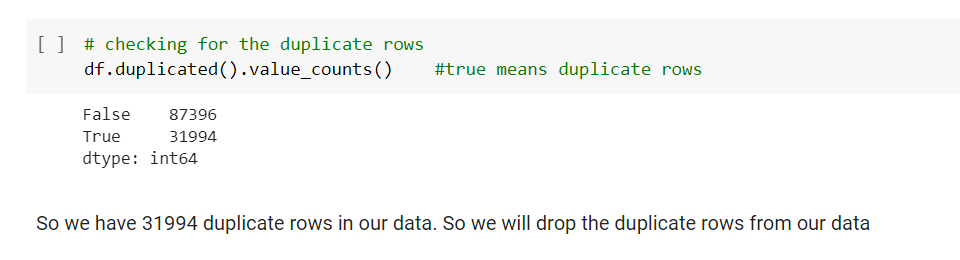 [ ] # checking for the duplicate rows
df.duplicated().value_counts()    #true means duplicate rows
False    87396
True     31994
dtype: int64
So we have 31994 duplicate rows in our data. So we will drop the duplicate rows from our data